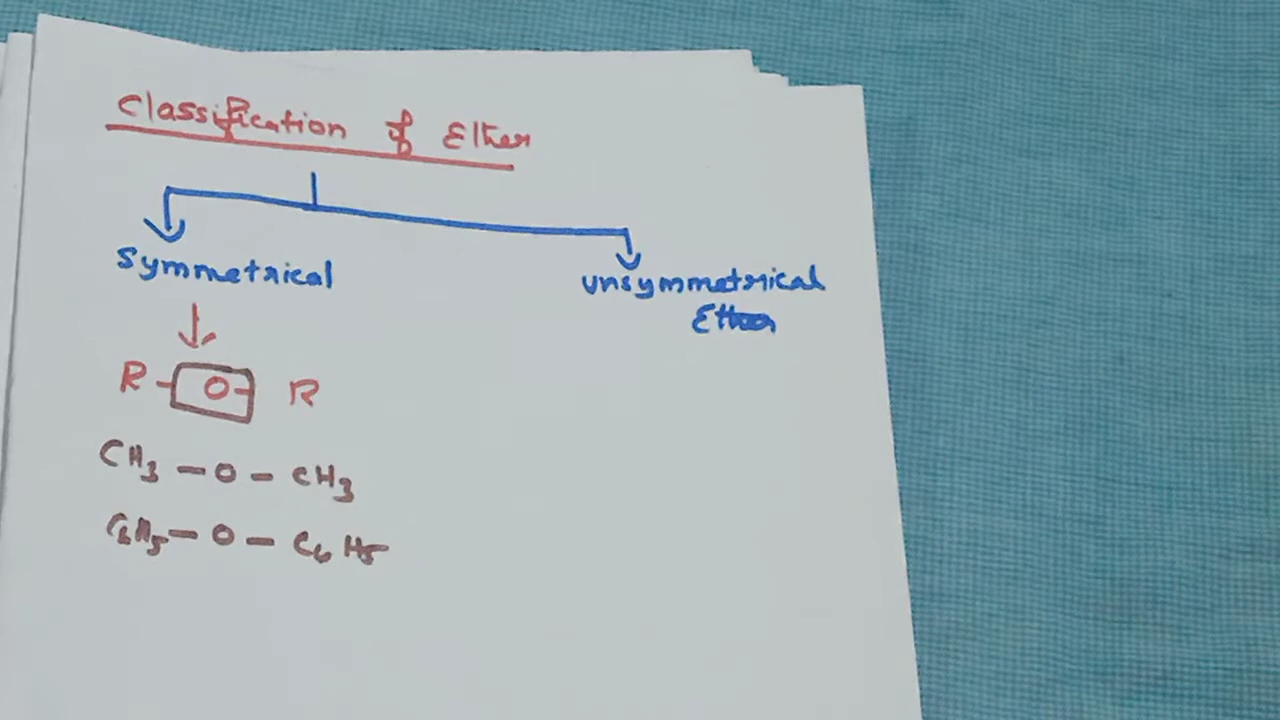 Classification of Ether
Symmetrical
unsymmetrical
Ether
R-O-R
CH3-O-CH3
C6H5-O-C6H5